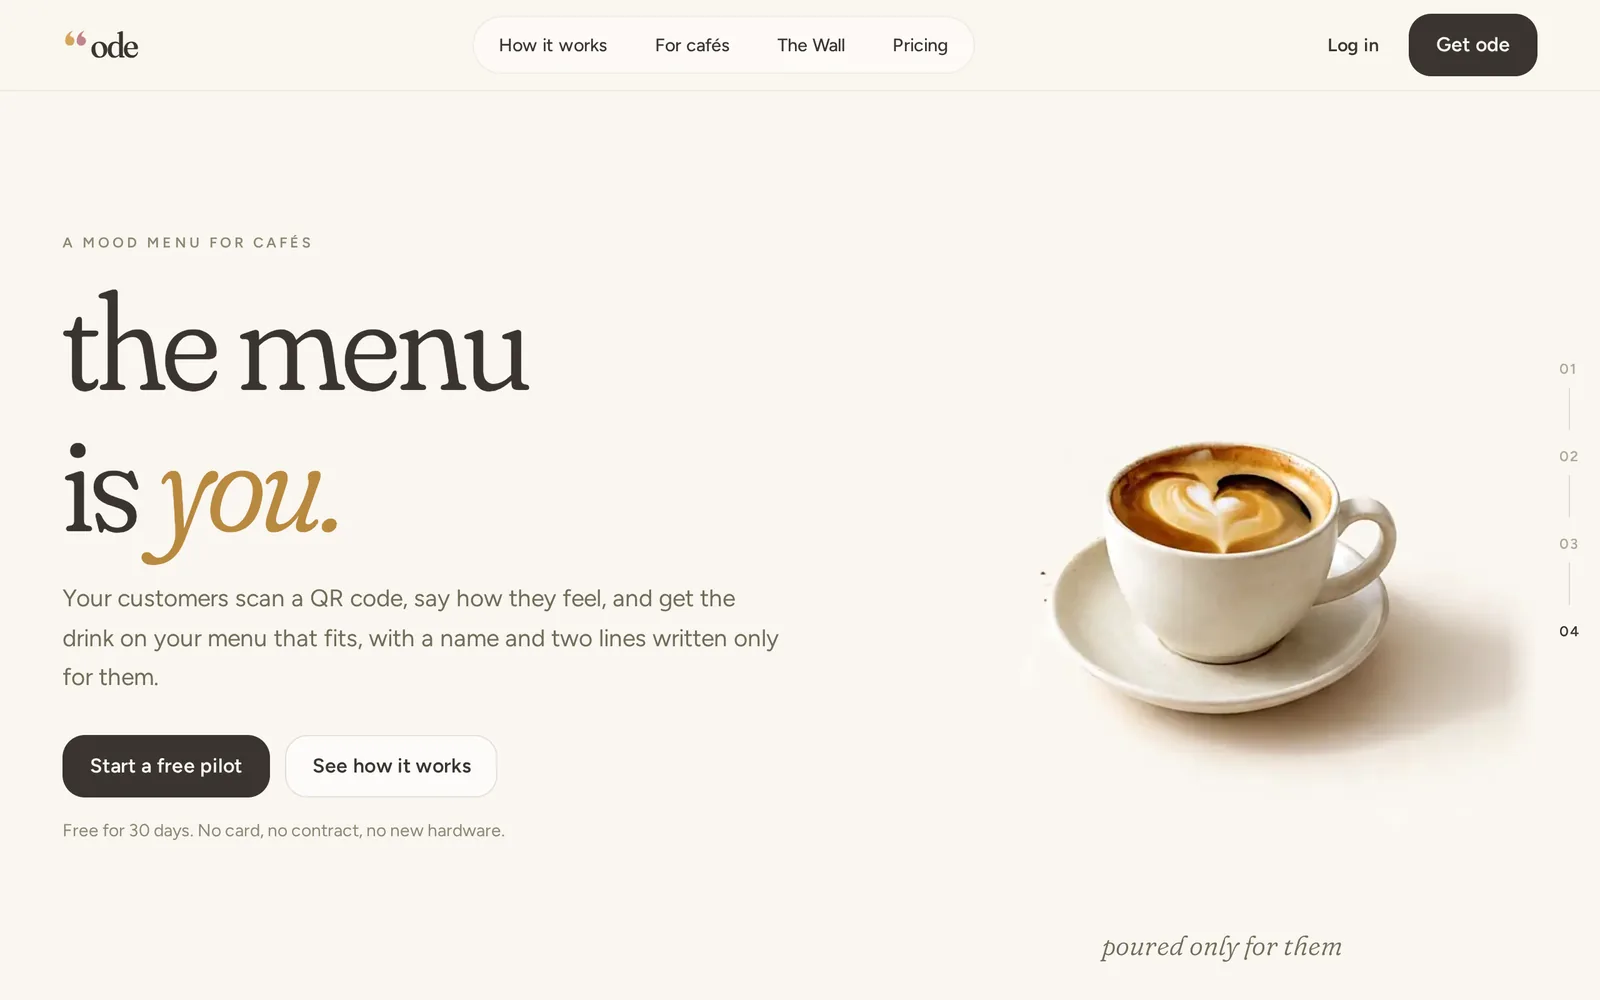 “ode
How it works
For cafés
The Wall
Pricing
Log in
Get ode
A MOOD MENU FOR CAFÉS
the menu
is you.
Your customers scan a QR code, say how they feel, and get the
drink on your menu that fits, with a name and two lines written only
for them.
Start a free pilot
See how it works
Free for 30 days. No card, no contract, no new hardware.
01
02
03
04
poured only for them